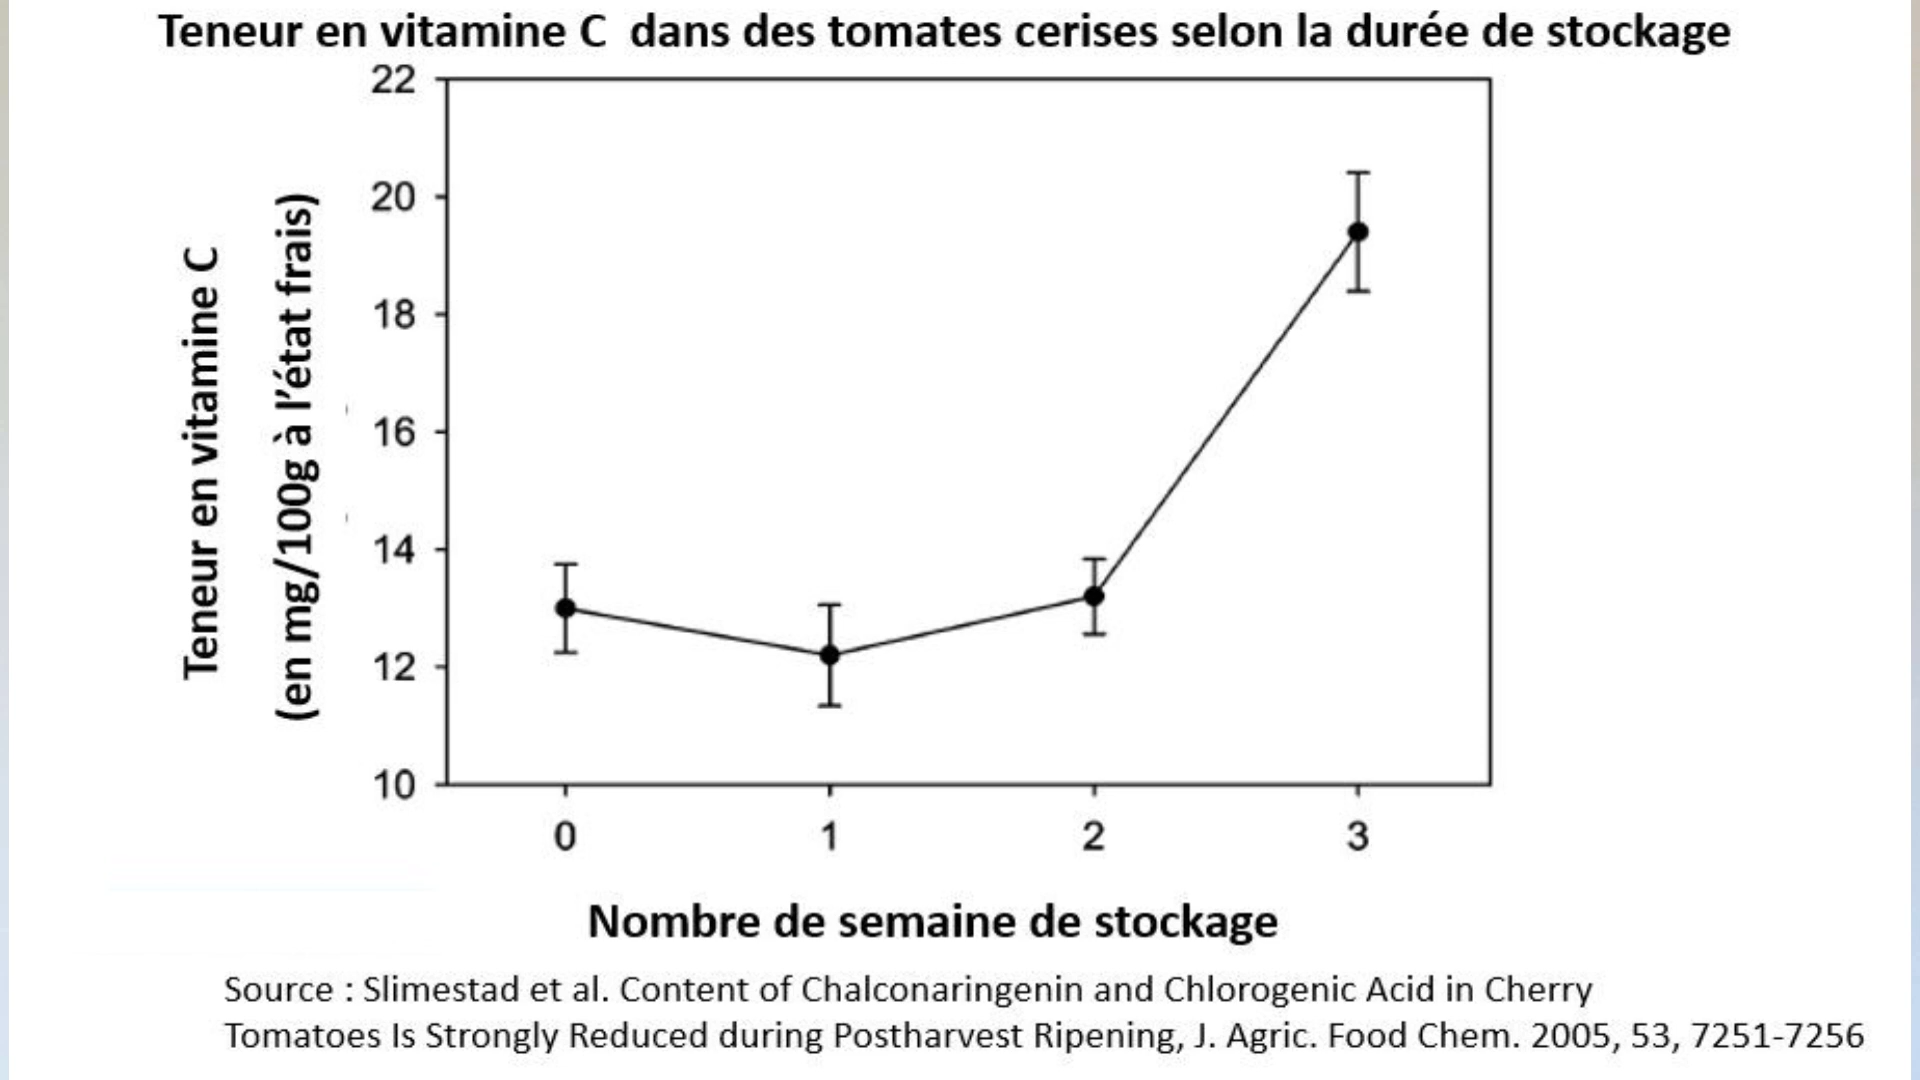 Teneur en vitamine C dans des tomates cerises selon la durée de stockage
22
20
18
16
14
12
10
Teneur en vitamine C
(en mg/100g à l'état frais)
0 1 2 3
Nombre de semaine de stockage
Source : Slimestad et al. Content of Chalconaringenin and Chlorogenic Acid in Cherry
Tomatoes Is Strongly Reduced during Postharvest Ripening, J. Agric. Food Chem. 2005, 53, 7251-7256